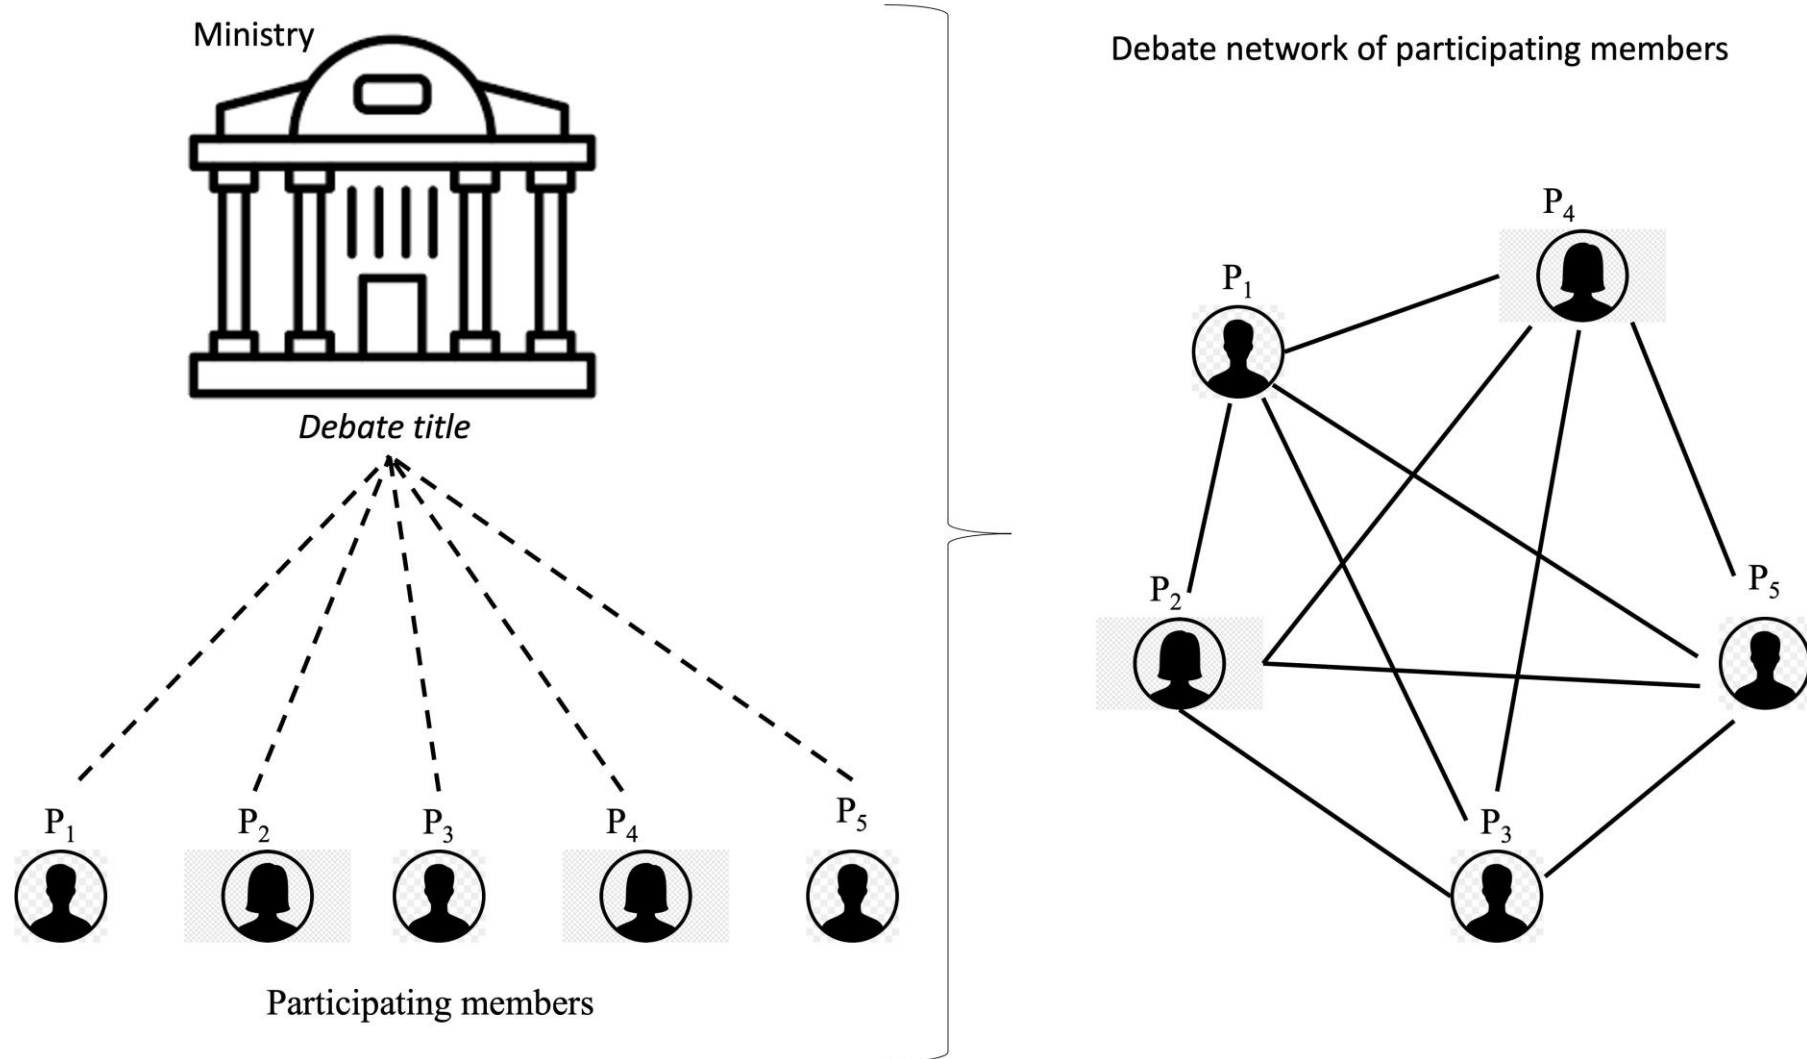 Ministry
Debate title
P₁ P₂ P₃ P₄ P₅
Participating members
Debate network of participating members
P₄
P₁
P₂
P₅
P₃